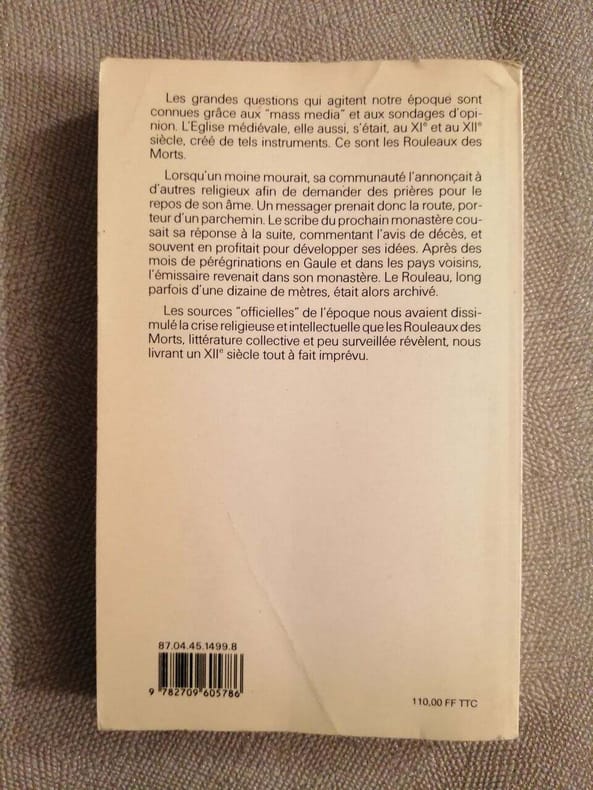 Les grandes questions qui agitent notre époque sont
connues grâce aux "mass media" et aux sondages d'opi-
nion. L'Eglise médiévale, elle aussi, s'était, au XIᵉ et au XIIᵉ
siècle, créé de tels instruments. Ce sont les Rouleaux des
Morts.
Lorsqu'un moine mourait, sa communauté l'annonçait à
d'autres religieux afin de demander des prières pour le
repos de son âme. Un messager prenait donc la route, por-
teur d'un parchemin. Le scribe du prochain monastère cou-
sait sa réponse à la suite, commentant l'avis de décès, et
souvent en profitait pour développer ses idées. Après des
mois de pérégrinations en Gaule et dans les pays voisins,
l'émissaire revenait dans son monastère. Le Rouleau, long
parfois d'une dizaine de mètres, était alors archivé.
Les sources "officielles" de l'époque nous avaient dissi-
mulé la crise religieuse et intellectuelle que les Rouleaux des
Morts, littérature collective et peu surveillée révèlent, nous
livrant un XIIᵉ siècle tout à fait imprévu.
87.04.45.1499.8
9 782709 605786
110,00 FF TTC